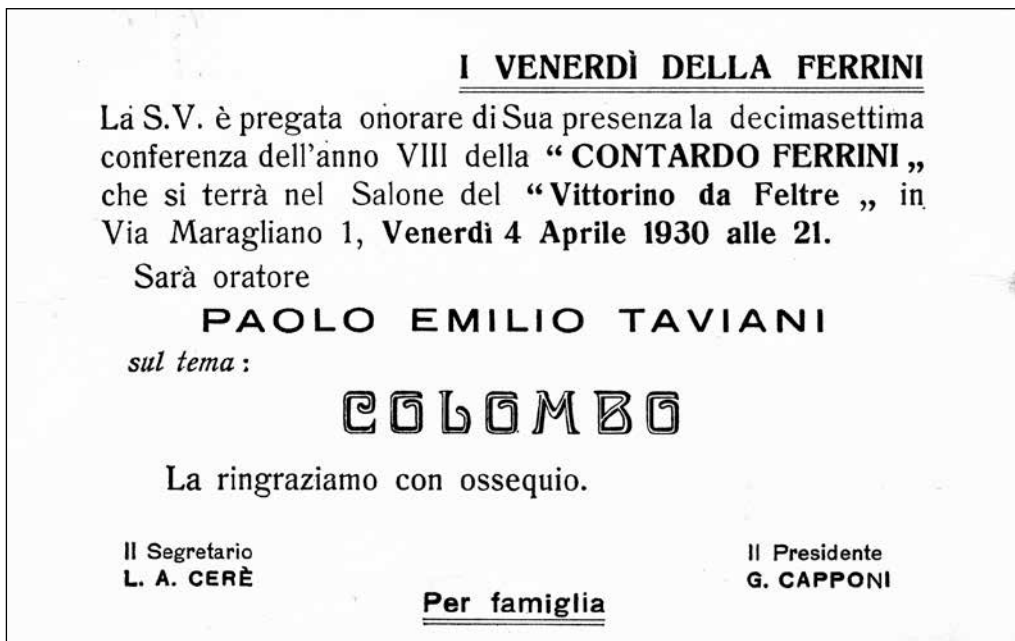 I VENERDÌ DELLA FERRINI
La S.V. è pregata onorare di Sua presenza la decimasettima
conferenza dell'anno VIII della “ CONTARDO FERRINI „
che si terrà nel Salone del “ Vittorino da Feltre „ in
Via Maragliano 1, Venerdì 4 Aprile 1930 alle 21.
Sarà oratore
PAOLO EMILIO TAVIANI
sul tema :
COLOMBO
La ringraziamo con ossequio.
Il Segretario
L. A. CERÈ
Il Presidente
G. CAPPONI
Per famiglia